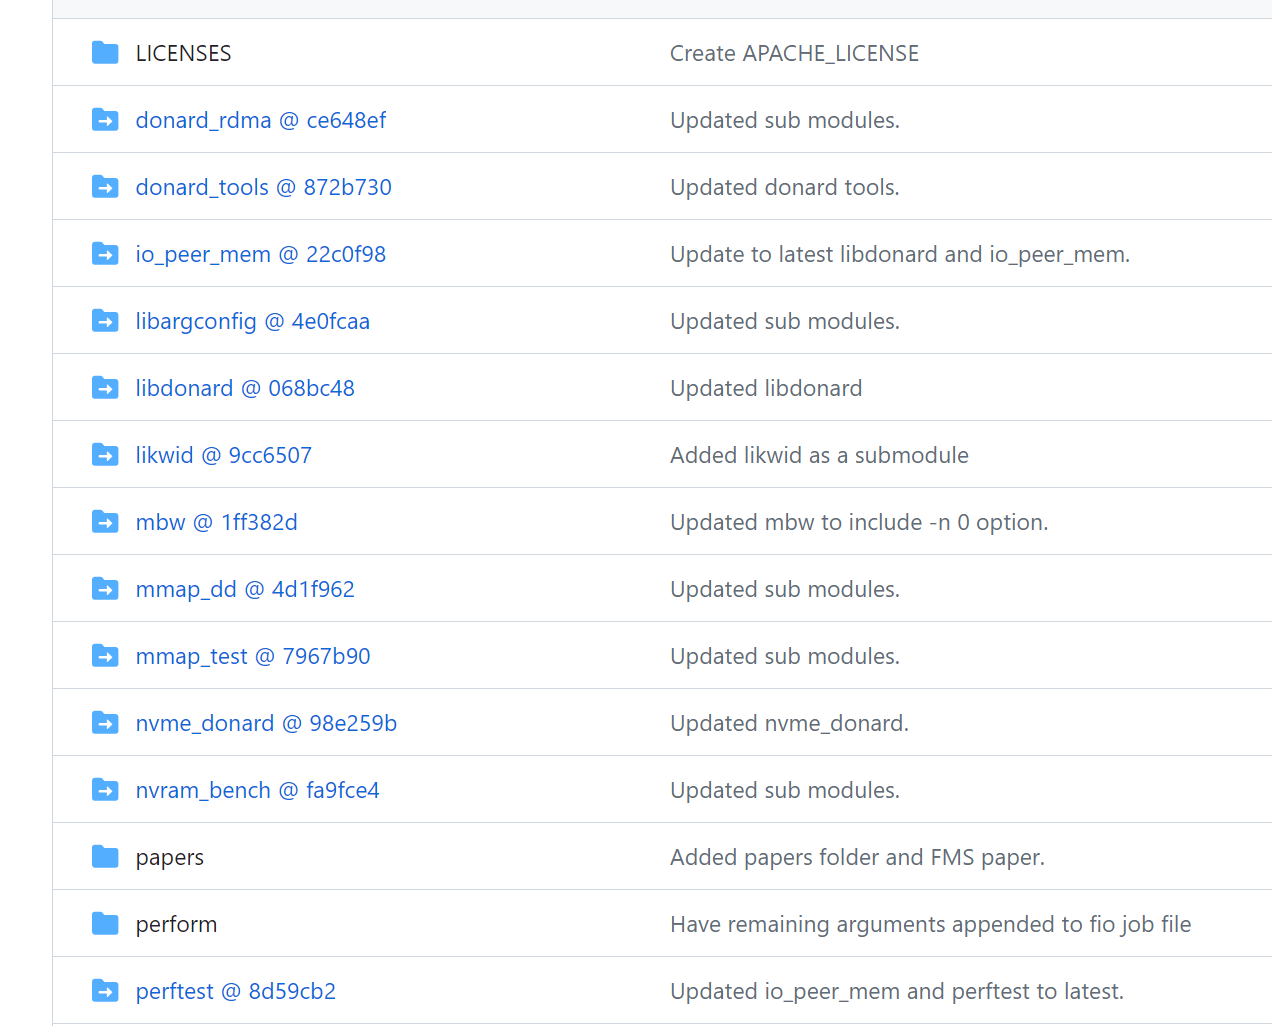 LICENSES Create APACHE_LICENSE
donard_rdma @ ce648ef Updated sub modules.
donard_tools @ 872b730 Updated donard tools.
io_peer_mem @ 22c0f98 Update to latest libdonard and io_peer_mem.
libargconfig @ 4e0fcaa Updated sub modules.
libdonard @ 068bc48 Updated libdonard
likwid @ 9cc6507 Added likwid as a submodule
mbw @ 1ff382d Updated mbw to include -n 0 option.
mmap_dd @ 4d1f962 Updated sub modules.
mmap_test @ 7967b90 Updated sub modules.
nvme_donard @ 98e259b Updated nvme_donard.
nvram_bench @ fa9fce4 Updated sub modules.
papers Added papers folder and FMS paper.
perform Have remaining arguments appended to fio job file
perftest @ 8d59cb2 Updated io_peer_mem and perftest to latest.